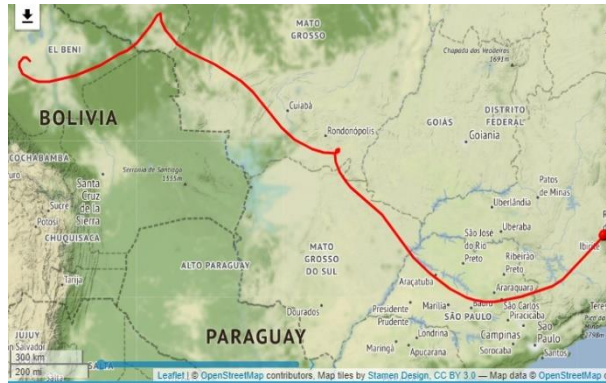 MATO
GROSSO
EL BENI
Chapada dos Veadeiros
1691m
Cuiabá
BOLIVIA
DISTRITO
FEDERAL
Rondonópolis
GOIÁS
Goiania
COCHABAMBA
Serrania de Santiago
Santa
Cruz
de la
Sierra
Patos
de Minas
Sucre
Potosí
Uberlândia
CHUQUISACA
Uberaba
São José
do Rio
Preto
MATO
GROSSO
DO SUL
ALTO PARAGUAY
Ribeirão
Preto
Tarija
Araçatuba
Araraquara
Bauru
São Carlos
Dourados
Presidente
Prudente
Marília
SÃO PAULO
Piracicaba
JUJUY
PARAGUAY
Londrina
Campinas
São
Paulo
Maringá
Apucarana
Sorocaba
Santos
300 km
200 mi
SALTA
Leaflet | © OpenStreetMap contributors, Map tiles by Stamen Design, CC BY 3.0 — Map data © OpenStreetMap